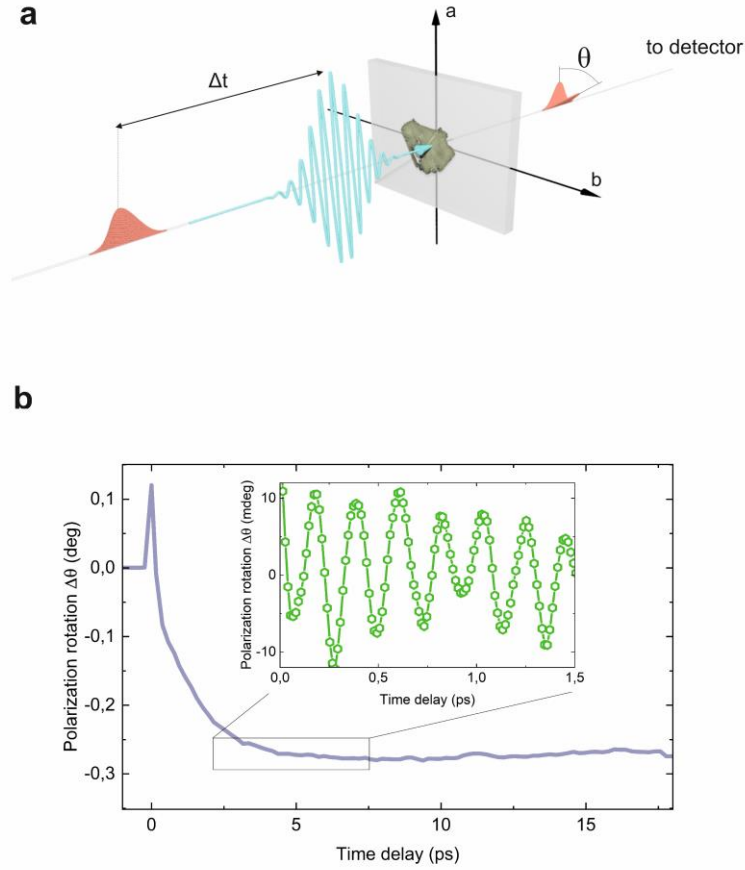 a
a
θ
to detector
Δt
b
b
0,1
0,0
-0,1
-0,2
-0,3
Polarization rotation Δθ (deg)
0
5
10
15
Time delay (ps)
10
0
-10
Polarization rotation Δθ (mdeg)
0,0
0,5
1,0
1,5
Time delay (ps)